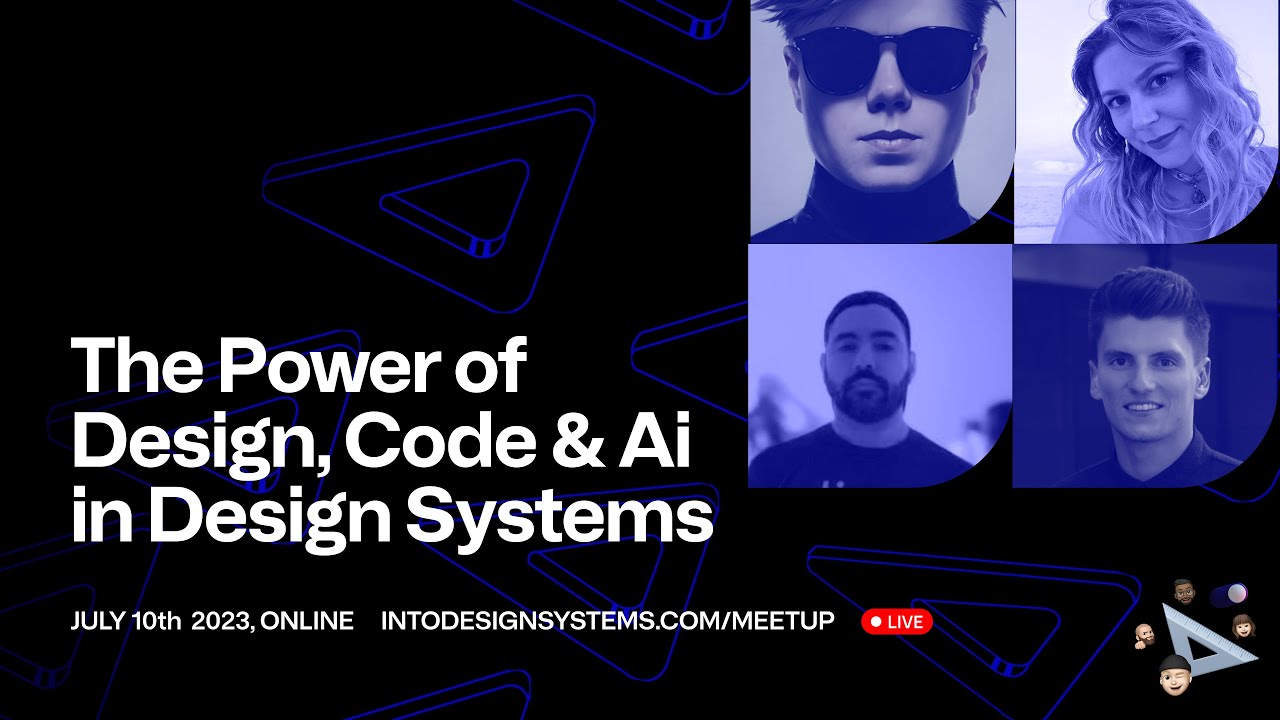 The Power of
Design, Code & Ai
in Design Systems
JULY 10th 2023, ONLINE INTODESIGNSYSTEMS.COM/MEETUP LIVE